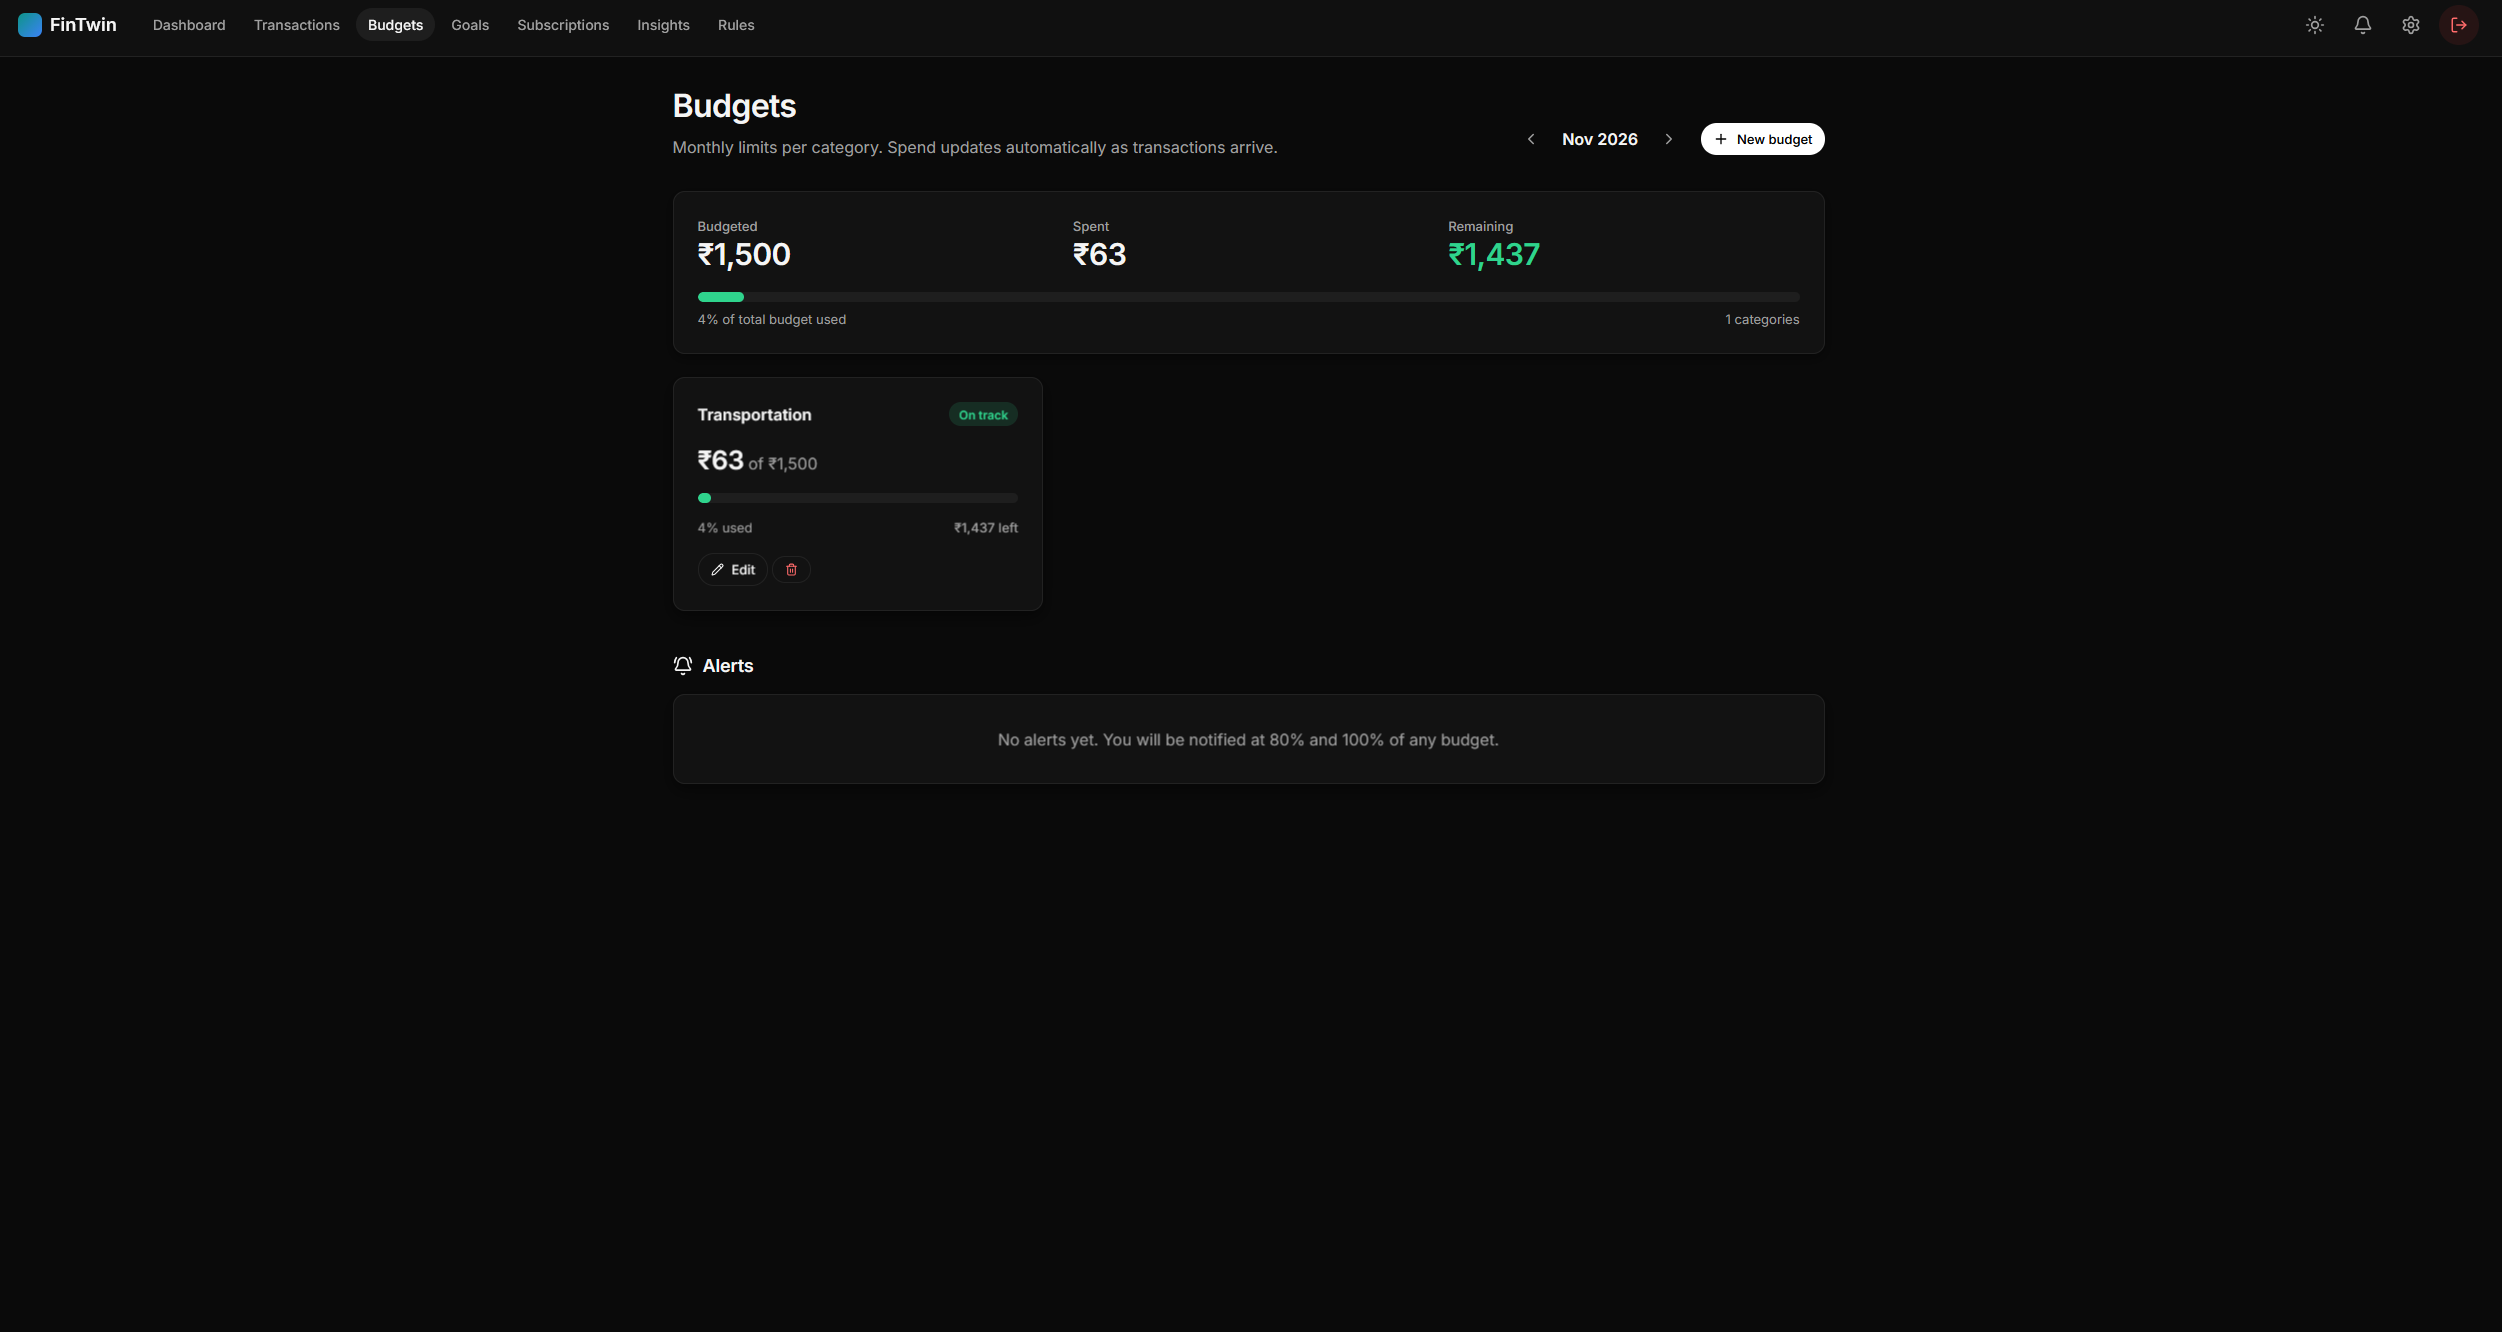 FinTwin Dashboard Transactions Budgets Goals Subscriptions Insights Rules
Budgets
Monthly limits per category. Spend updates automatically as transactions arrive.
Nov 2026
New budget
Budgeted Spent Remaining
₹1,500 ₹63 ₹1,437
4% of total budget used 1 categories
Transportation On track
₹63 of ₹1,500
4% used ₹1,437 left
Edit
Alerts
No alerts yet. You will be notified at 80% and 100% of any budget.